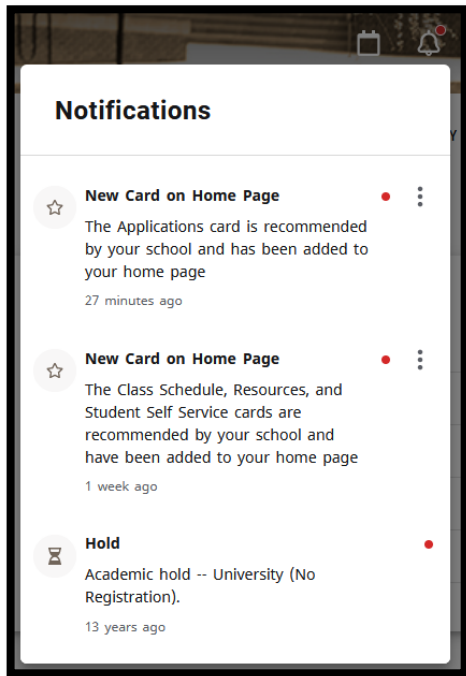 Notifications
Y
New Card on Home Page
The Applications card is recommended
by your school and has been added to
your home page
27 minutes ago
New Card on Home Page
The Class Schedule, Resources, and
Student Self Service cards are
recommended by your school and
have been added to your home page
1 week ago
Hold
Academic hold -- University (No
Registration).
13 years ago